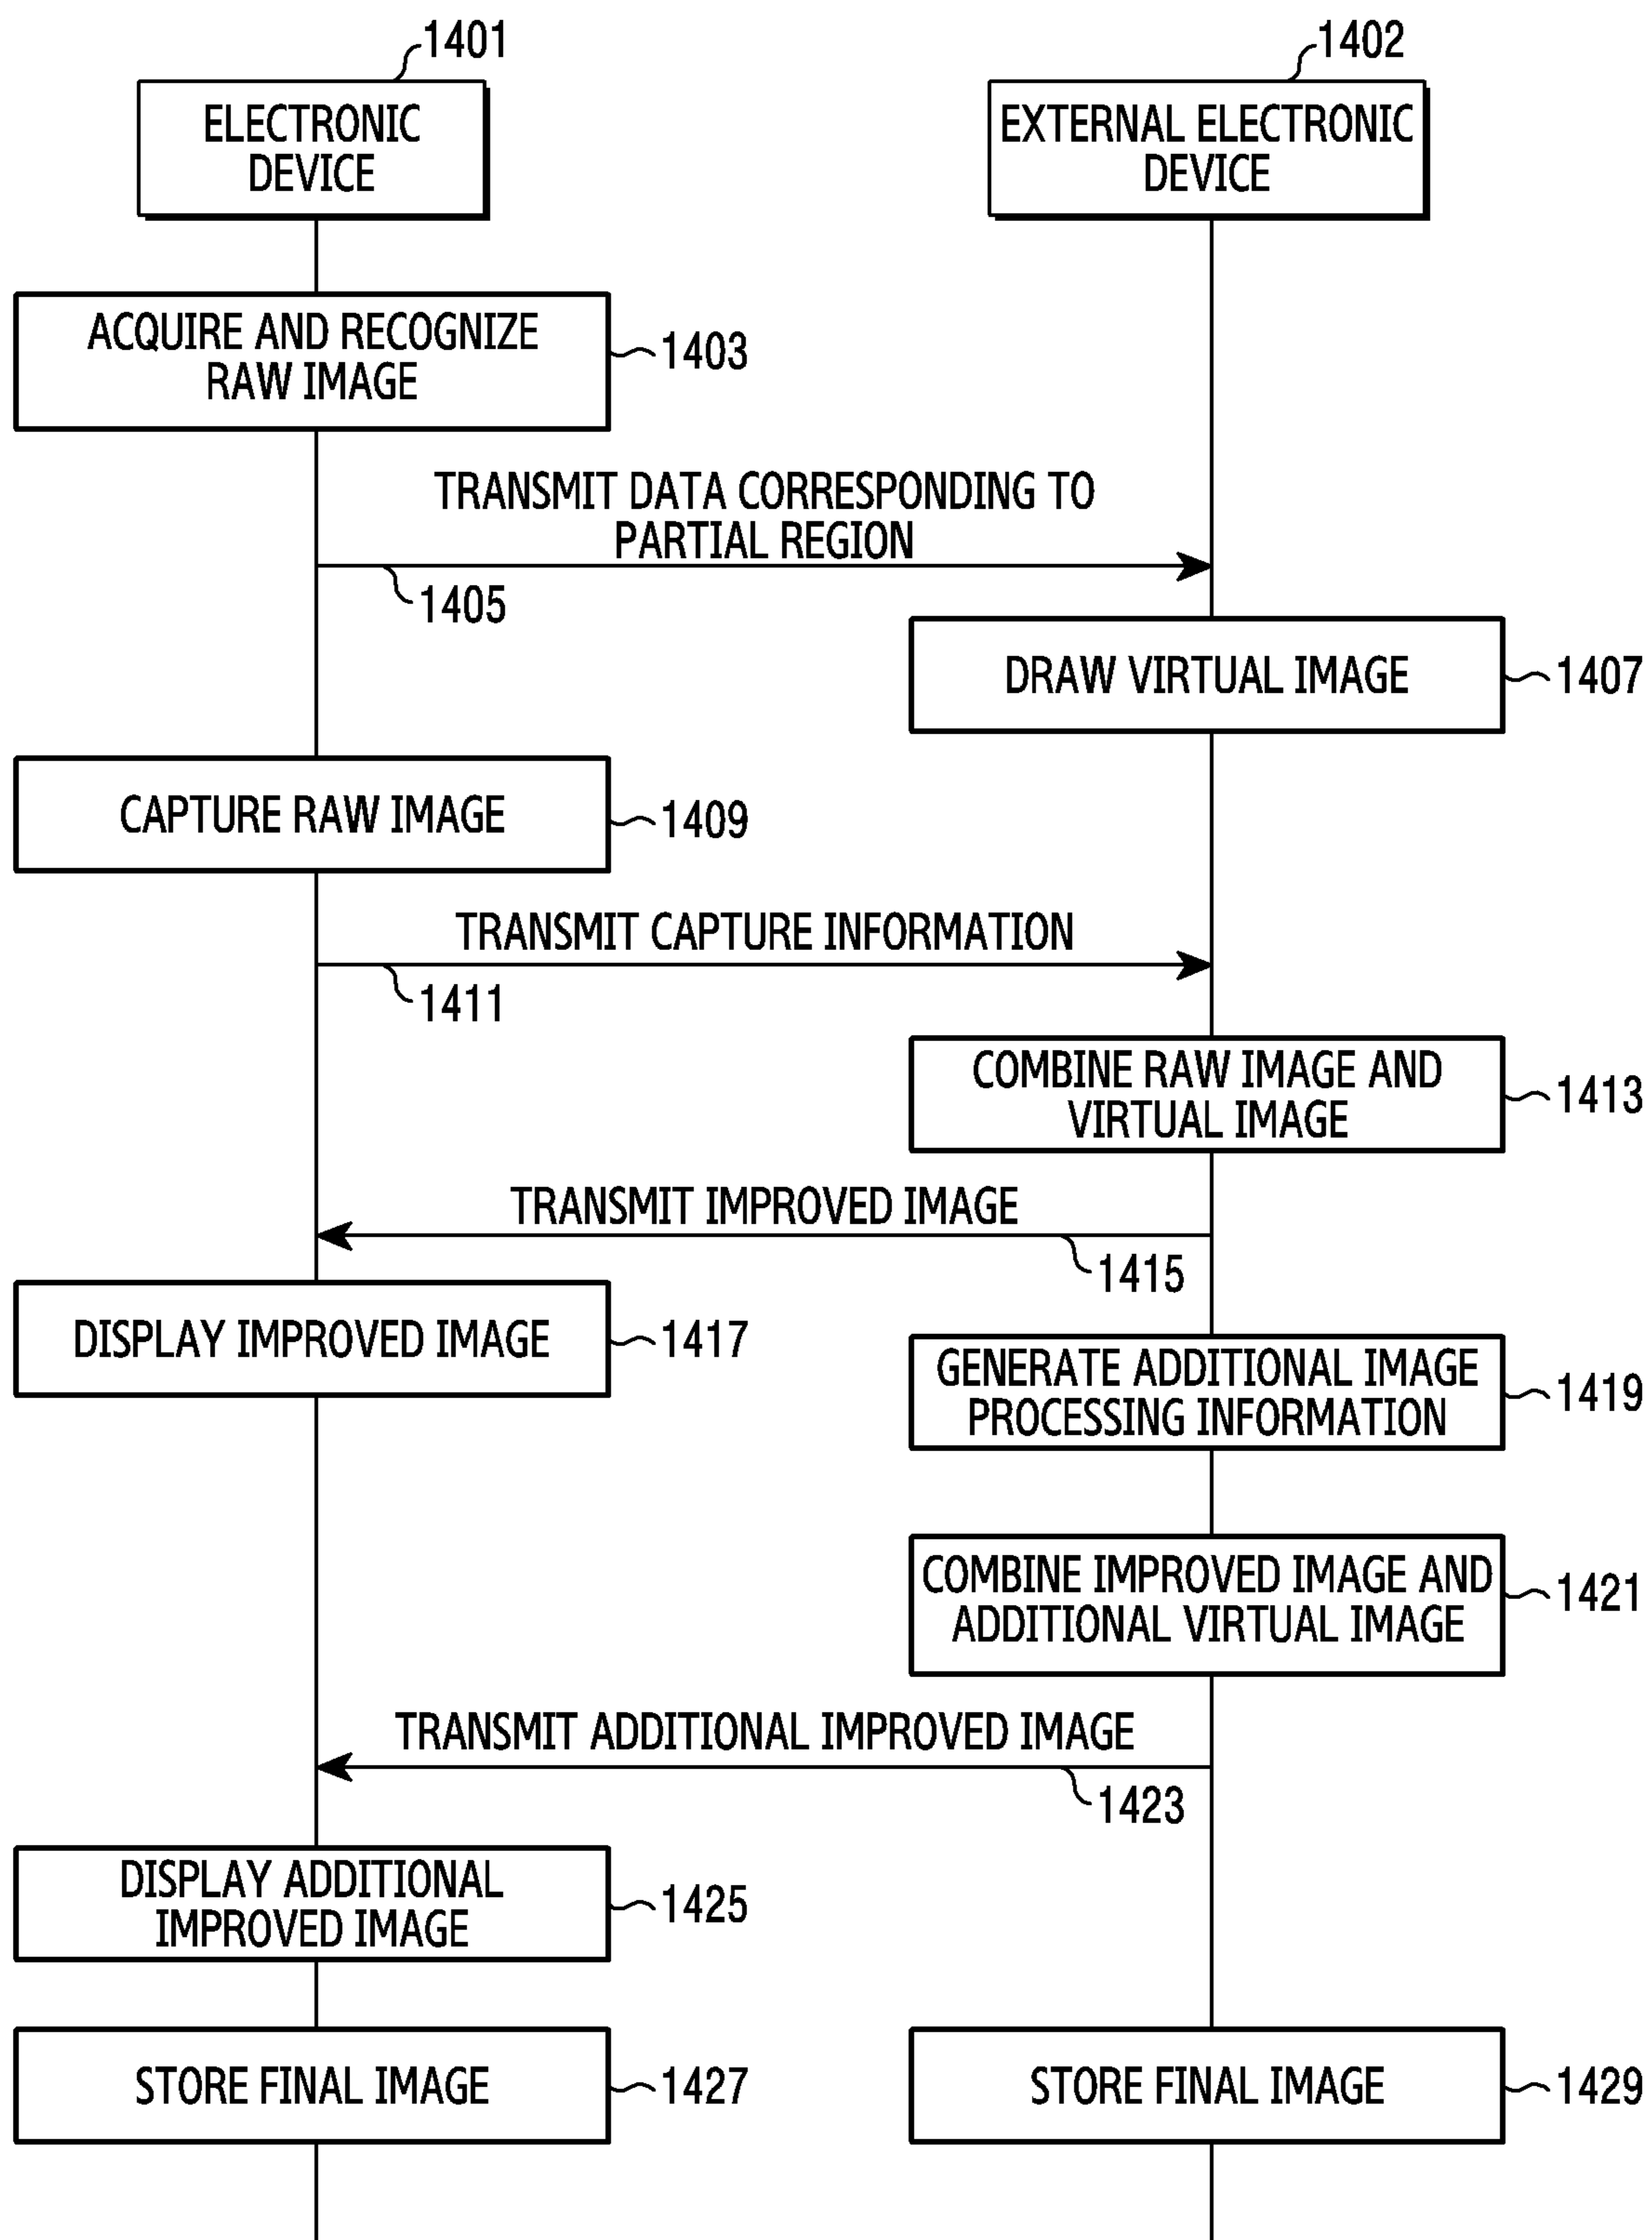 1401
1402
ELECTRONIC
DEVICE
EXTERNAL ELECTRONIC
DEVICE
ACQUIRE AND RECOGNIZE
RAW IMAGE
1403
TRANSMIT DATA CORRESPONDING TO
PARTIAL REGION
1405
DRAW VIRTUAL IMAGE
1407
CAPTURE RAW IMAGE
1409
TRANSMIT CAPTURE INFORMATION
1411
COMBINE RAW IMAGE AND
VIRTUAL IMAGE
1413
TRANSMIT IMPROVED IMAGE
1415
DISPLAY IMPROVED IMAGE
1417
GENERATE ADDITIONAL IMAGE
PROCESSING INFORMATION
1419
COMBINE IMPROVED IMAGE AND
ADDITIONAL VIRTUAL IMAGE
1421
TRANSMIT ADDITIONAL IMPROVED IMAGE
1423
DISPLAY ADDITIONAL
IMPROVED IMAGE
1425
STORE FINAL IMAGE
1427
STORE FINAL IMAGE
1429